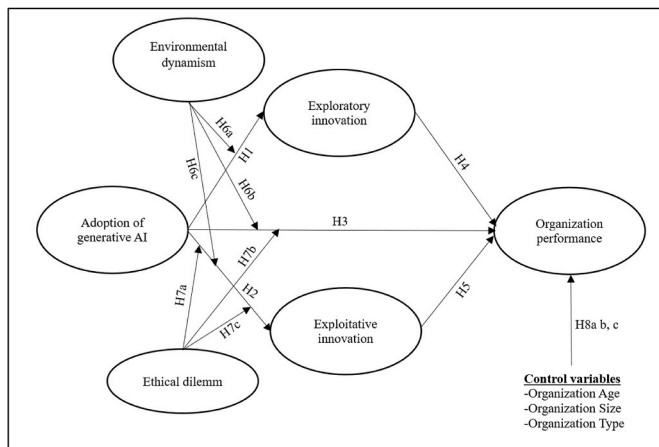 Environmental
dynamism
Exploratory
innovation
H6a
H1
H6c
H6b
H4
Adoption of
generative AI
H3
Organization
performance
H7b
H7a
H2
H5
H7c
Exploitative
innovation
H8a b, c
Ethical dilemm
Control variables
-Organization Age
-Organization Size
-Organization Type